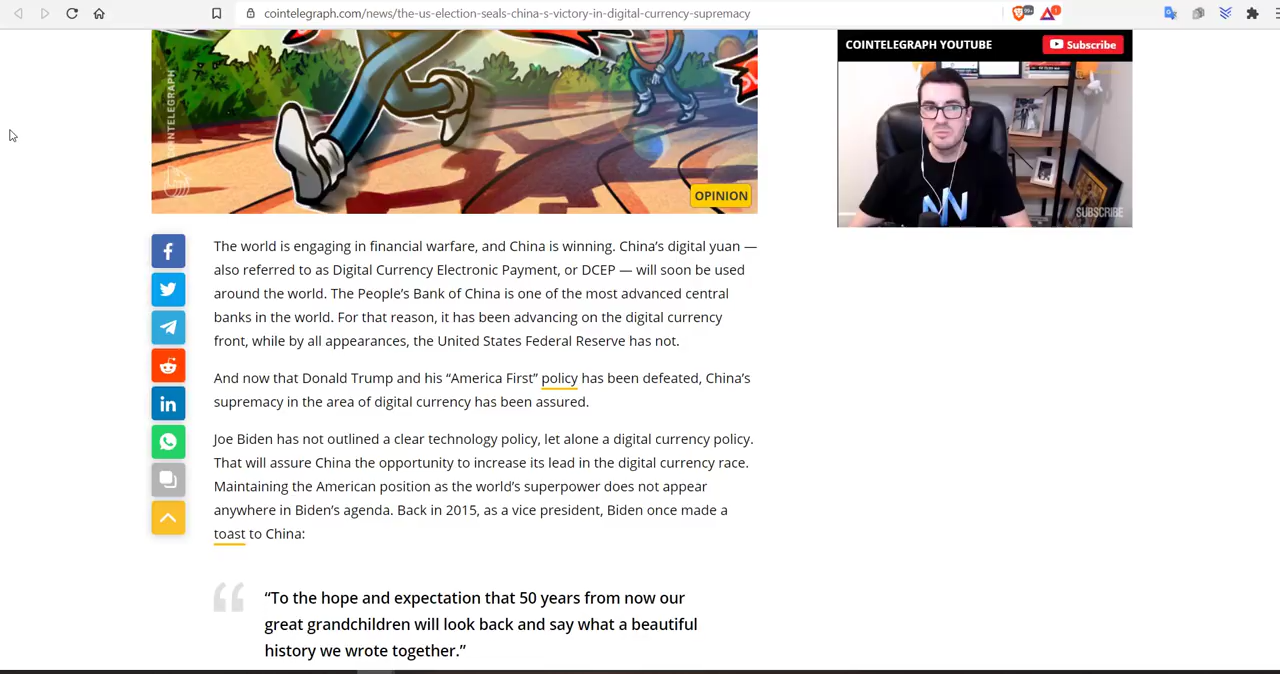 cointelegraph.com/news/the-us-election-seals-china-s-victory-in-digital-currency-supremacy
99+
1
COINTELEGRAPH
OPINION
COINTELEGRAPH YOUTUBE
Subscribe
SUBSCRIBE
The world is engaging in financial warfare, and China is winning. China’s digital yuan —
also referred to as Digital Currency Electronic Payment, or DCEP — will soon be used
around the world. The People’s Bank of China is one of the most advanced central
banks in the world. For that reason, it has been advancing on the digital currency
front, while by all appearances, the United States Federal Reserve has not.
And now that Donald Trump and his “America First” policy has been defeated, China’s
supremacy in the area of digital currency has been assured.
Joe Biden has not outlined a clear technology policy, let alone a digital currency policy.
That will assure China the opportunity to increase its lead in the digital currency race.
Maintaining the American position as the world’s superpower does not appear
anywhere in Biden’s agenda. Back in 2015, as a vice president, Biden once made a
toast to China:
“To the hope and expectation that 50 years from now our
great grandchildren will look back and say what a beautiful
history we wrote together.”